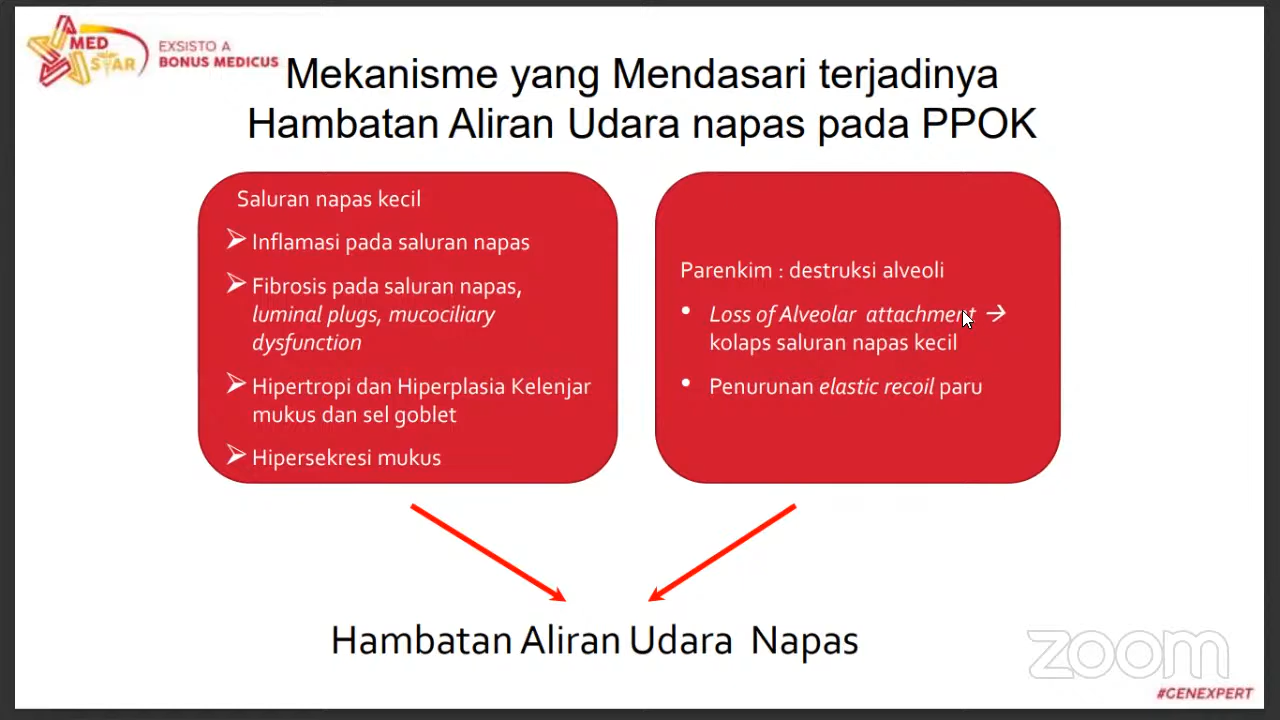 MED
STAR
EXSISTO A
BONUS MEDICUS
Mekanisme yang Mendasari terjadinya
Hambatan Aliran Udara napas pada PPOK
Saluran napas kecil
Inflamasi pada saluran napas
Fibrosis pada saluran napas,
luminal plugs, mucociliary
dysfunction
Hipertropi dan Hiperplasia Kelenjar
mukus dan sel goblet
Hipersekresi mukus
Parenkim : destruksi alveoli
Loss of Alveolar attachment →
kolaps saluran napas kecil
Penurunan elastic recoil paru
Hambatan Aliran Udara Napas
zoom
#GENEXPERT